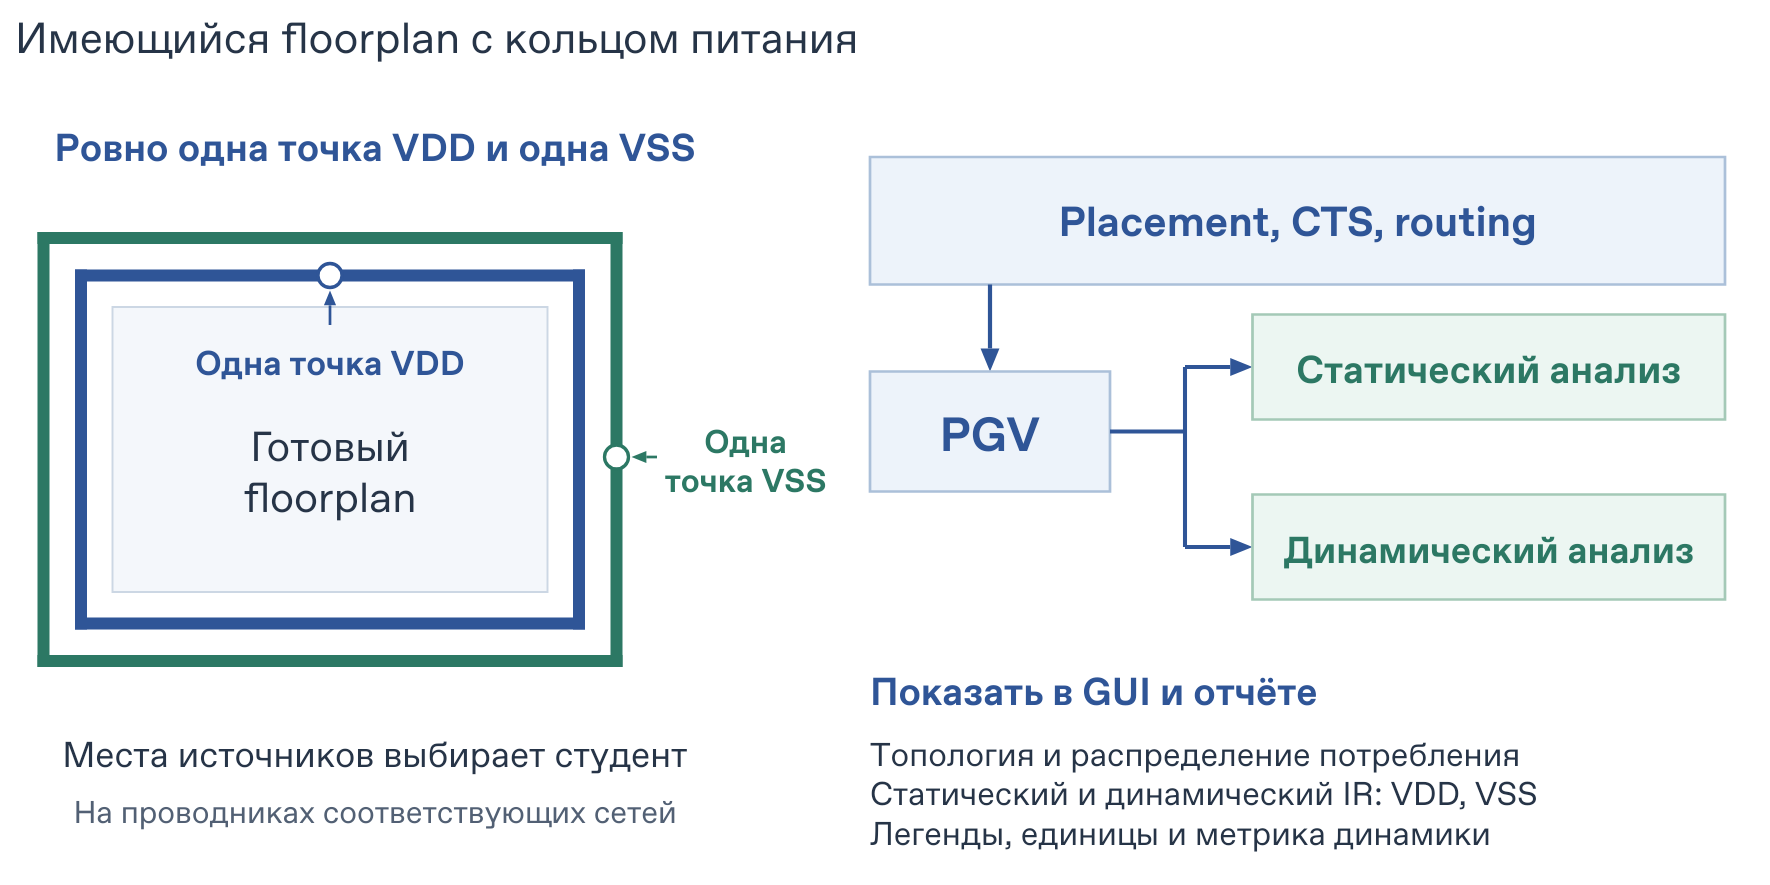 Имеющийся floorplan с кольцом питания
Ровно одна точка VDD и одна VSS
Одна точка VDD
Готовый
floorplan
Одна
точка VSS
Места источников выбирает студент
На проводниках соответствующих сетей
Placement, CTS, routing
PGV
Статический анализ
Динамический анализ
Показать в GUI и отчёте
Топология и распределение потребления
Статический и динамический IR: VDD, VSS
Легенды, единицы и метрика динамики